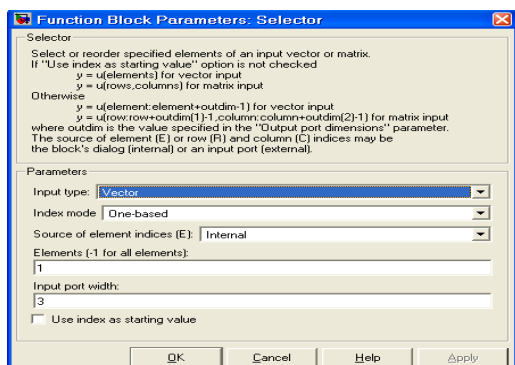 Function Block Parameters: Selector
Selector
Select or reorder specified elements of an input vector or matrix.
If "Use index as starting value" option is not checked
y = u(elements) for vector input
y = u(rows,columns) for matrix input
Otherwise
y = u(element:element+outdim-1) for vector input
y = u(row:row+outdim(1)-1,column:column+outdim(2)-1) for matrix input
where outdim is the value specified in the "Output port dimensions" parameter.
The source of element (E) or row (R) and column (C) indices may be
the block's dialog (internal) or an input port (external).
Parameters
Input type: Vector
Index mode One-based
Source of element indices (E): Internal
Elements (-1 for all elements):
1
Input port width:
3
Use index as starting value
OK Cancel Help Apply